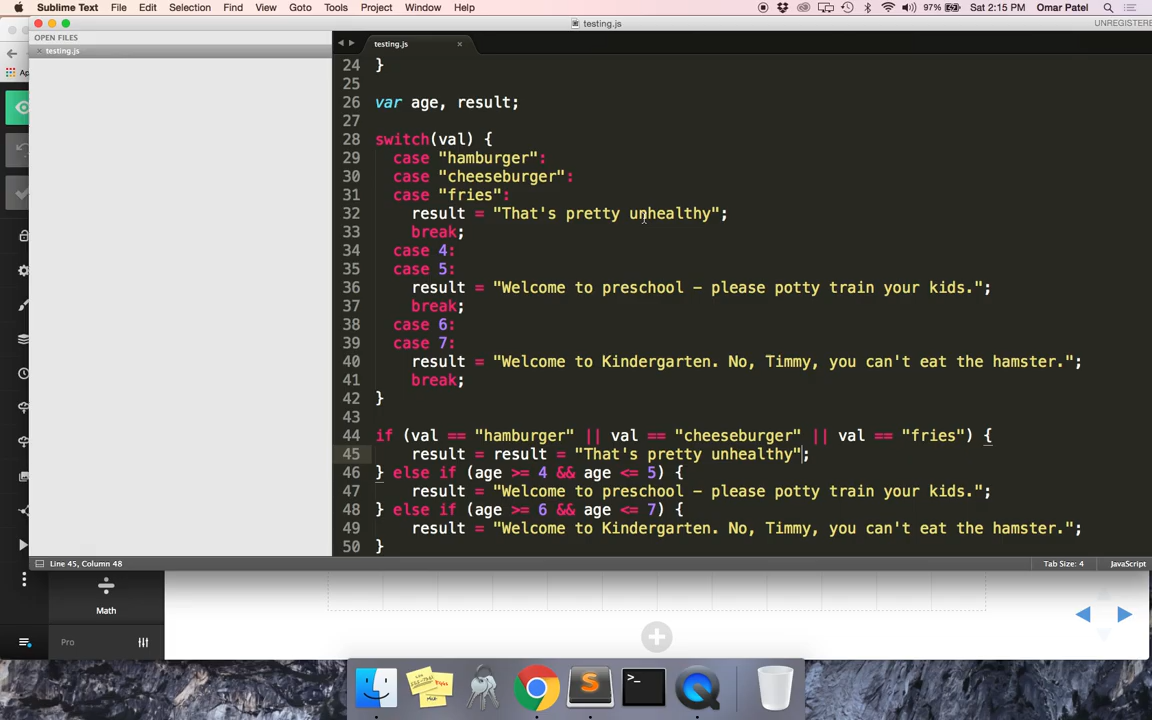 Sublime Text File Edit Selection Find View Goto Tools Project Window Help 97% Sat 2:15 PM Omar Patel
testing.js UNREGISTERE
OPEN FILES
testing.js
testing.js
24 }
25
26 var age, result;
27
28 switch(val) {
29 case "hamburger":
30 case "cheeseburger":
31 case "fries":
32 result = "That's pretty unhealthy";
33 break;
34 case 4:
35 case 5:
36 result = "Welcome to preschool - please potty train your kids.";
37 break;
38 case 6:
39 case 7:
40 result = "Welcome to Kindergarten. No, Timmy, you can't eat the hamster.";
41 break;
42 }
43
44 if (val == "hamburger" || val == "cheeseburger" || val == "fries") {
45 result = result = "That's pretty unhealthy";
46 } else if (age >= 4 && age <= 5) {
47 result = "Welcome to preschool - please potty train your kids.";
48 } else if (age >= 6 && age <= 7) {
49 result = "Welcome to Kindergarten. No, Timmy, you can't eat the hamster.";
50 }
Line 45, Column 48 Tab Size: 4 JavaScript
Math
Pro